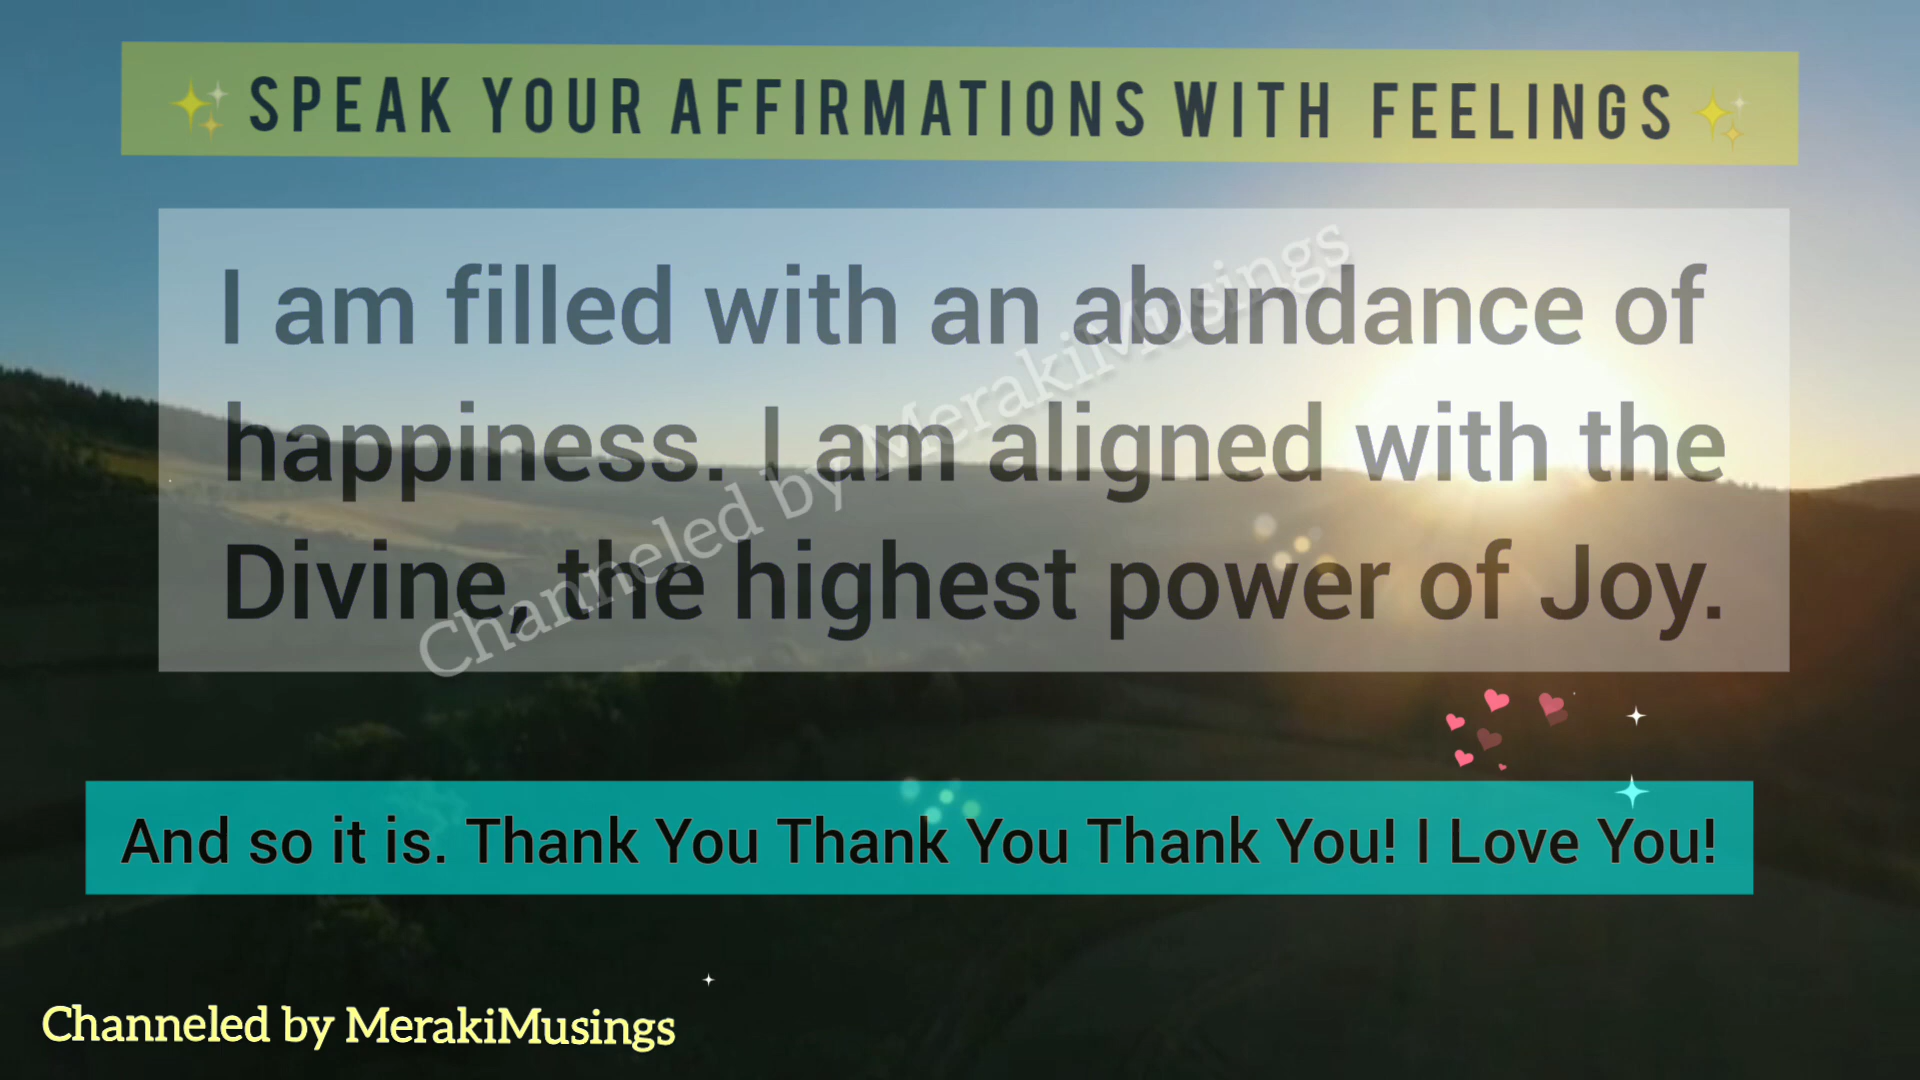 ✨SPEAK YOUR AFFIRMATIONS WITH FEELINGS✨
I am filled with an abundance of
happiness. I am aligned with the
Divine, the highest power of Joy.
Channeled by MerakiMusings
And so it is. Thank You Thank You Thank You! I Love You!
Channeled by MerakiMusings